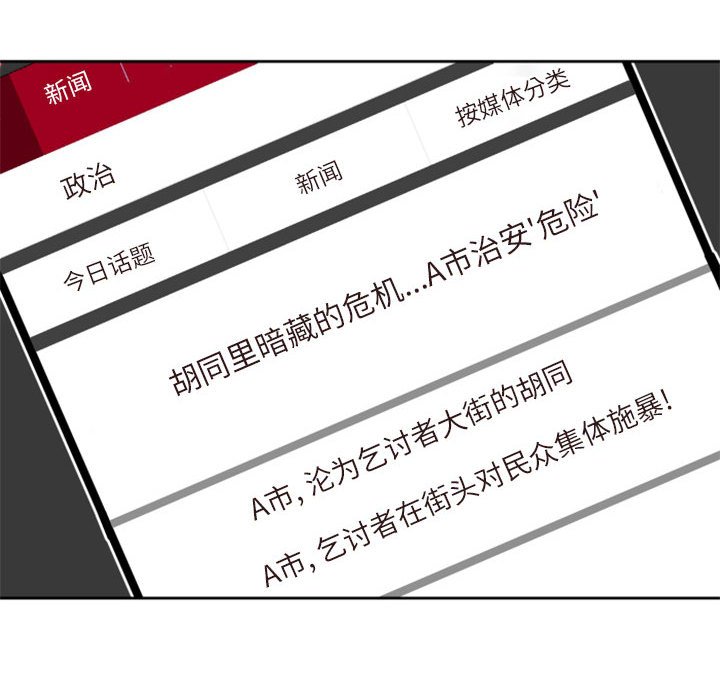 新闻
政治
按媒体分类
新闻
今日话题
胡同里暗藏的危机...A市治安'危险'
A市,沦为乞讨者大街的胡同
A市,乞讨者在街头对民众集体施暴!